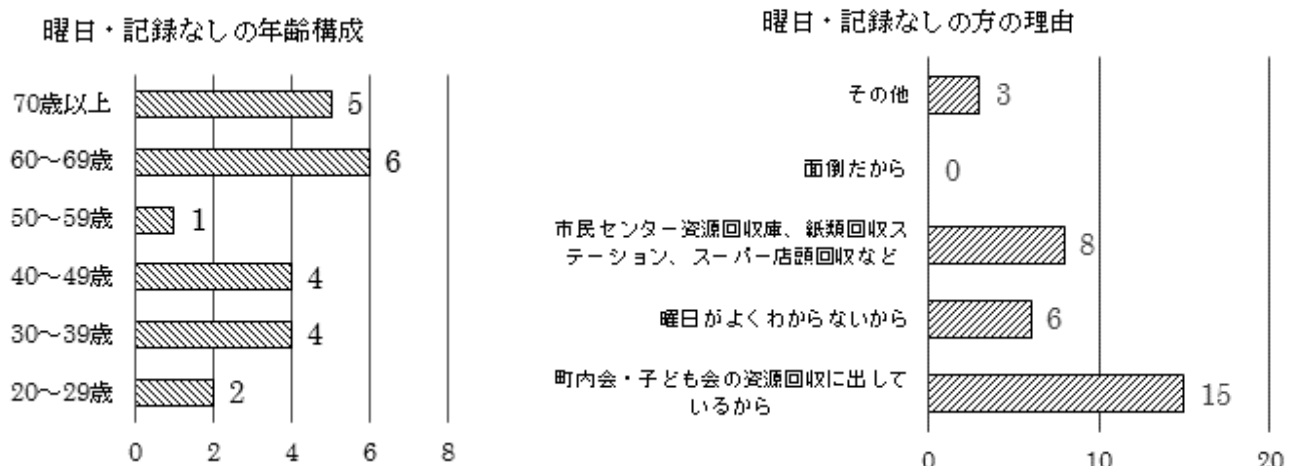 曜日・記録なしの年齢構成
70歳以上
5
60〜69歳
6
50〜59歳
1
40〜49歳
4
30〜39歳
4
20〜29歳
2
0 2 4 6 8
曜日・記録なしの方の理由
その他
3
面倒だから
0
市民センター資源回収庫、紙類回収ス
テーション、スーパー店頭回収など
8
曜日がよくわからないから
6
町内会・子ども会の資源回収に出して
いるから
15
0 10 20